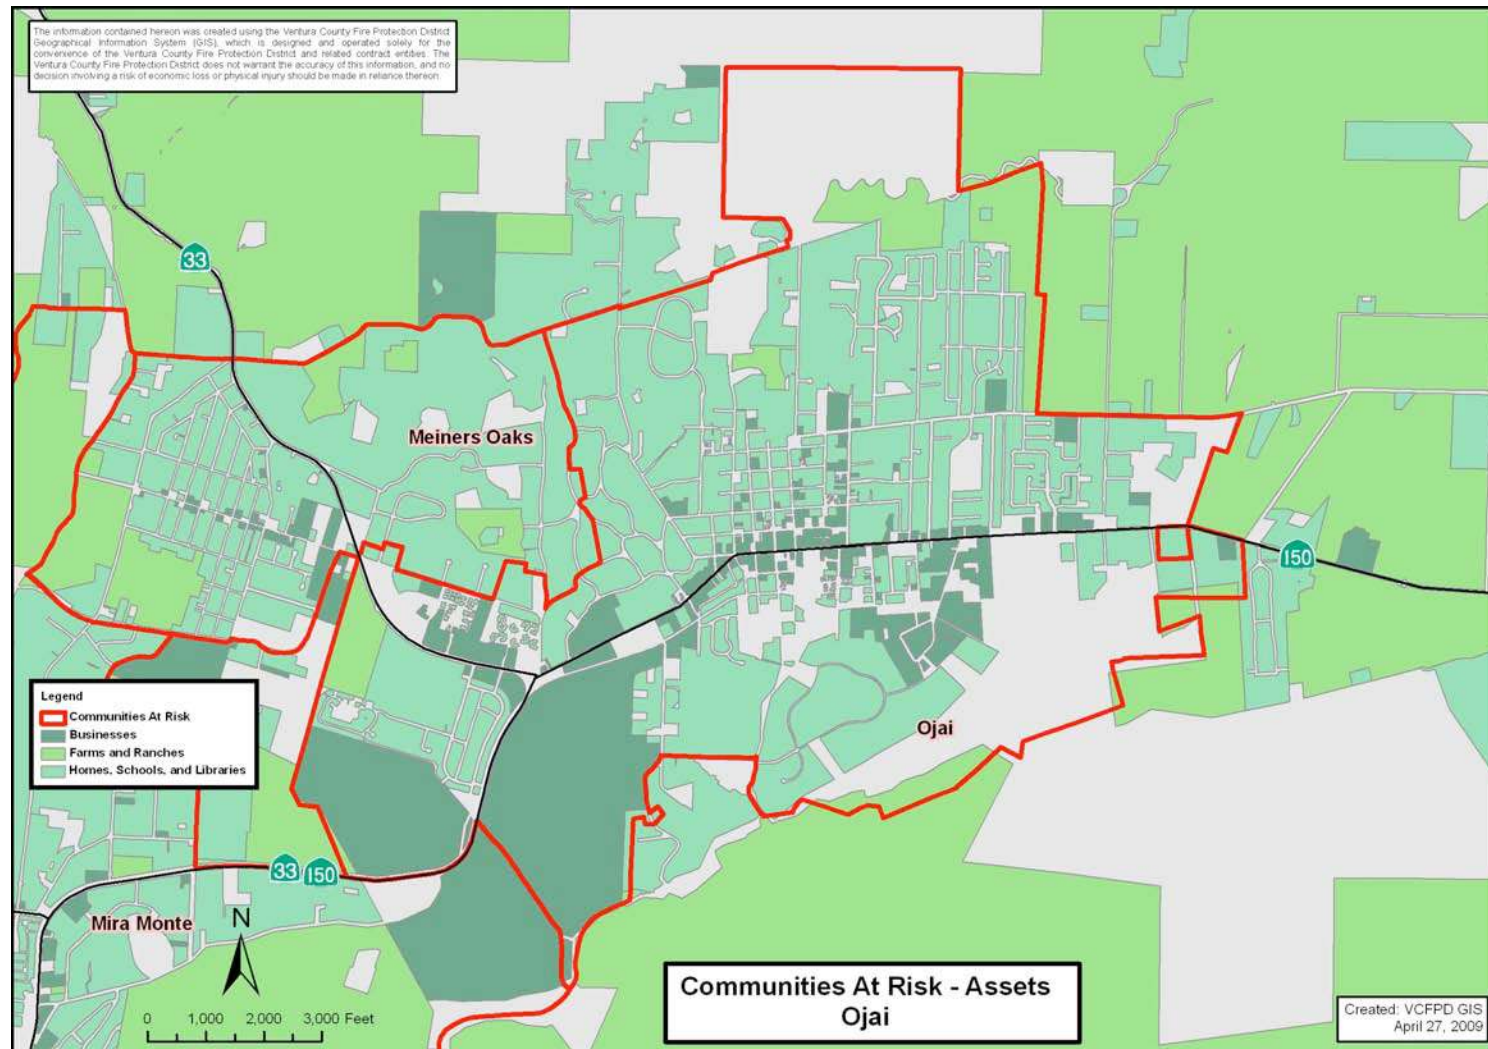 The information contained hereon was created using the Ventura County Fire Protection District
Geographical Information System (GIS), which is designed and operated solely for the
convenience of the Ventura County Fire Protection District and related contract entities. The
Ventura County Fire Protection District does not warrant the accuracy of this information, and no
decision involving a risk of economic loss or physical injury should be made in reliance thereon.
33
Meiners Oaks
150
Legend
Communities At Risk
Businesses
Farms and Ranches
Homes, Schools, and Libraries
Ojai
33
150
Mira Monte
N
0 1,000 2,000 3,000 Feet
Communities At Risk - Assets
Ojai
Created: VCFPD GIS
April 27, 2009